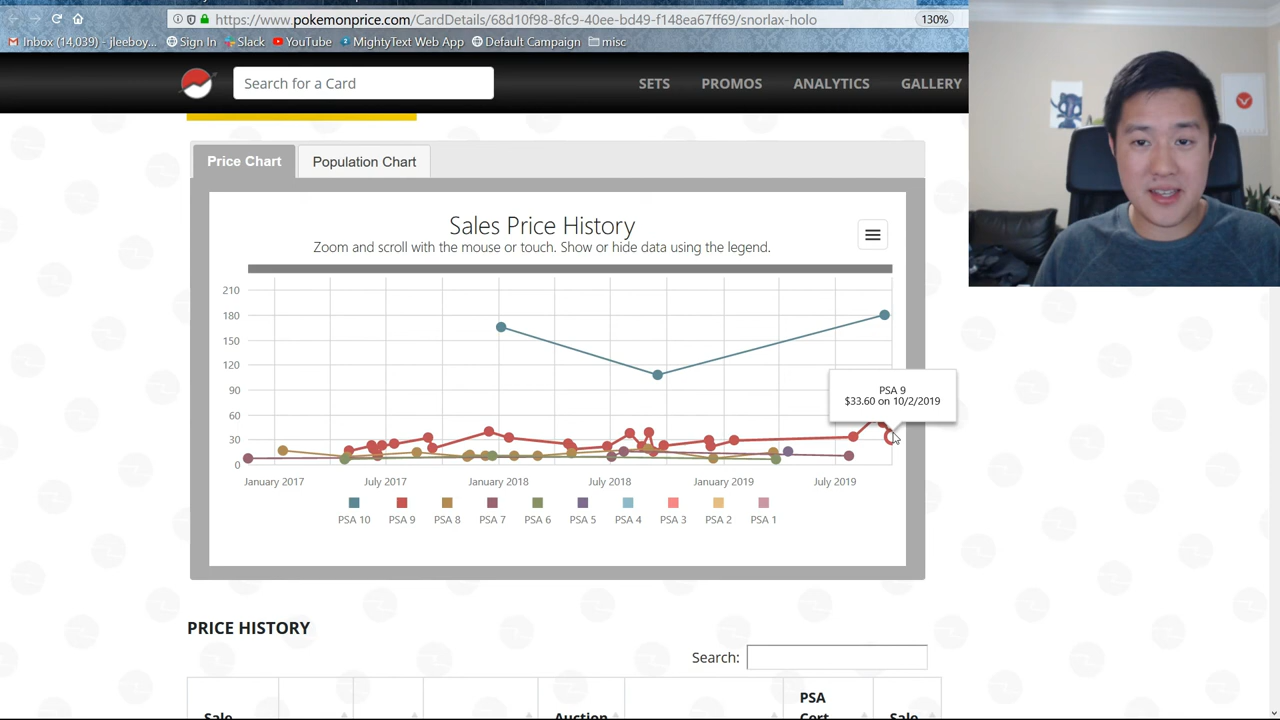 https://www.pokemonprice.com/CardDetails/68d10f98-8fc9-40ee-bd49-f148ea67ff69/snorlax-holo
130%
Inbox (14,039) - jleeboy... Sign In Slack YouTube MightyText Web App Default Campaign misc
Search for a Card
SETS PROMOS ANALYTICS GALLERY
Price Chart Population Chart
Sales Price History
Zoom and scroll with the mouse or touch. Show or hide data using the legend.
210
180
150
120
90
60
30
0
PSA 9
$33.60 on 10/2/2019
January 2017 July 2017 January 2018 July 2018 January 2019 July 2019
PSA 10 PSA 9 PSA 8 PSA 7 PSA 6 PSA 5 PSA 4 PSA 3 PSA 2 PSA 1
PRICE HISTORY
Search:
PSA
Sale Auction Cert Sale